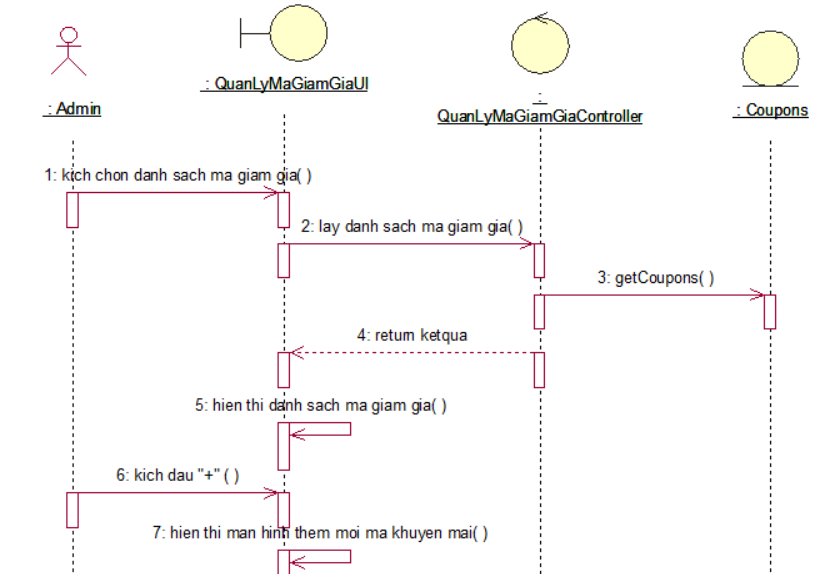 : QuanLyMaGiamGiaUI
: Admin
:
QuanLyMaGiamGiaController
: Coupons
1: kich chon danh sach ma giam gia( )
2: lay danh sach ma giam gia( )
3: getCoupons( )
4: return ketqua
5: hien thi danh sach ma giam gia( )
6: kich dau "+" ( )
7: hien thi man hinh them moi ma khuyen mai( )